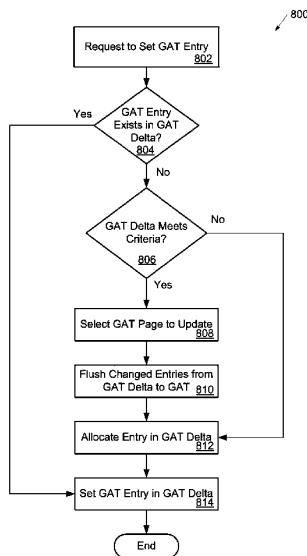 800
Request to Set GAT Entry
802
Yes
GAT Entry
Exists in GAT
Delta?
804
No
GAT Delta Meets
Criteria?
806
No
Yes
Select GAT Page to Update
808
Flush Changed Entries from
GAT Delta to GAT
810
Allocate Entry in GAT Delta
812
Set GAT Entry in GAT Delta
814
End